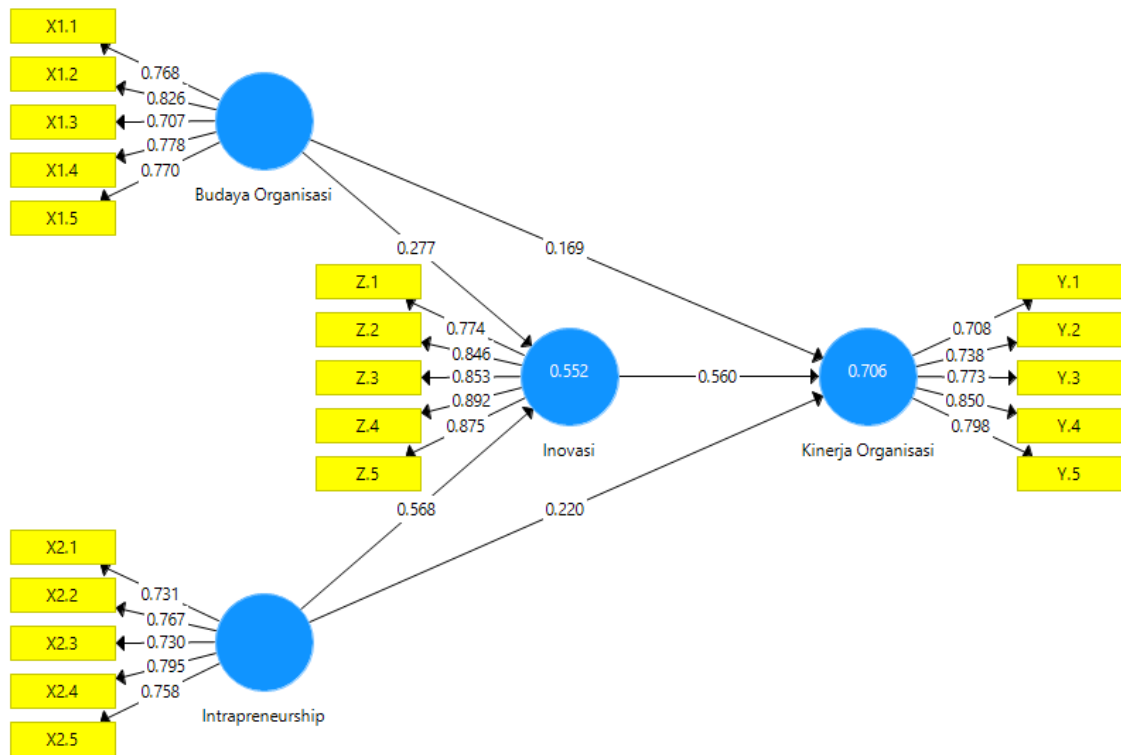 X1.1
0.768
X1.2
0.826
X1.3
0.707
X1.4
0.778
X1.5
0.770
Budaya Organisasi
0.277
0.169
Z.1
0.774
Z.2
0.846
Z.3
0.853
Z.4
0.892
Z.5
0.875
0.552
Inovasi
0.560
0.706
Kinerja Organisasi
Y.1
0.708
Y.2
0.738
Y.3
0.773
Y.4
0.850
Y.5
0.798
0.568
0.220
X2.1
0.731
X2.2
0.767
X2.3
0.730
X2.4
0.795
X2.5
0.758
Intrapreneurship